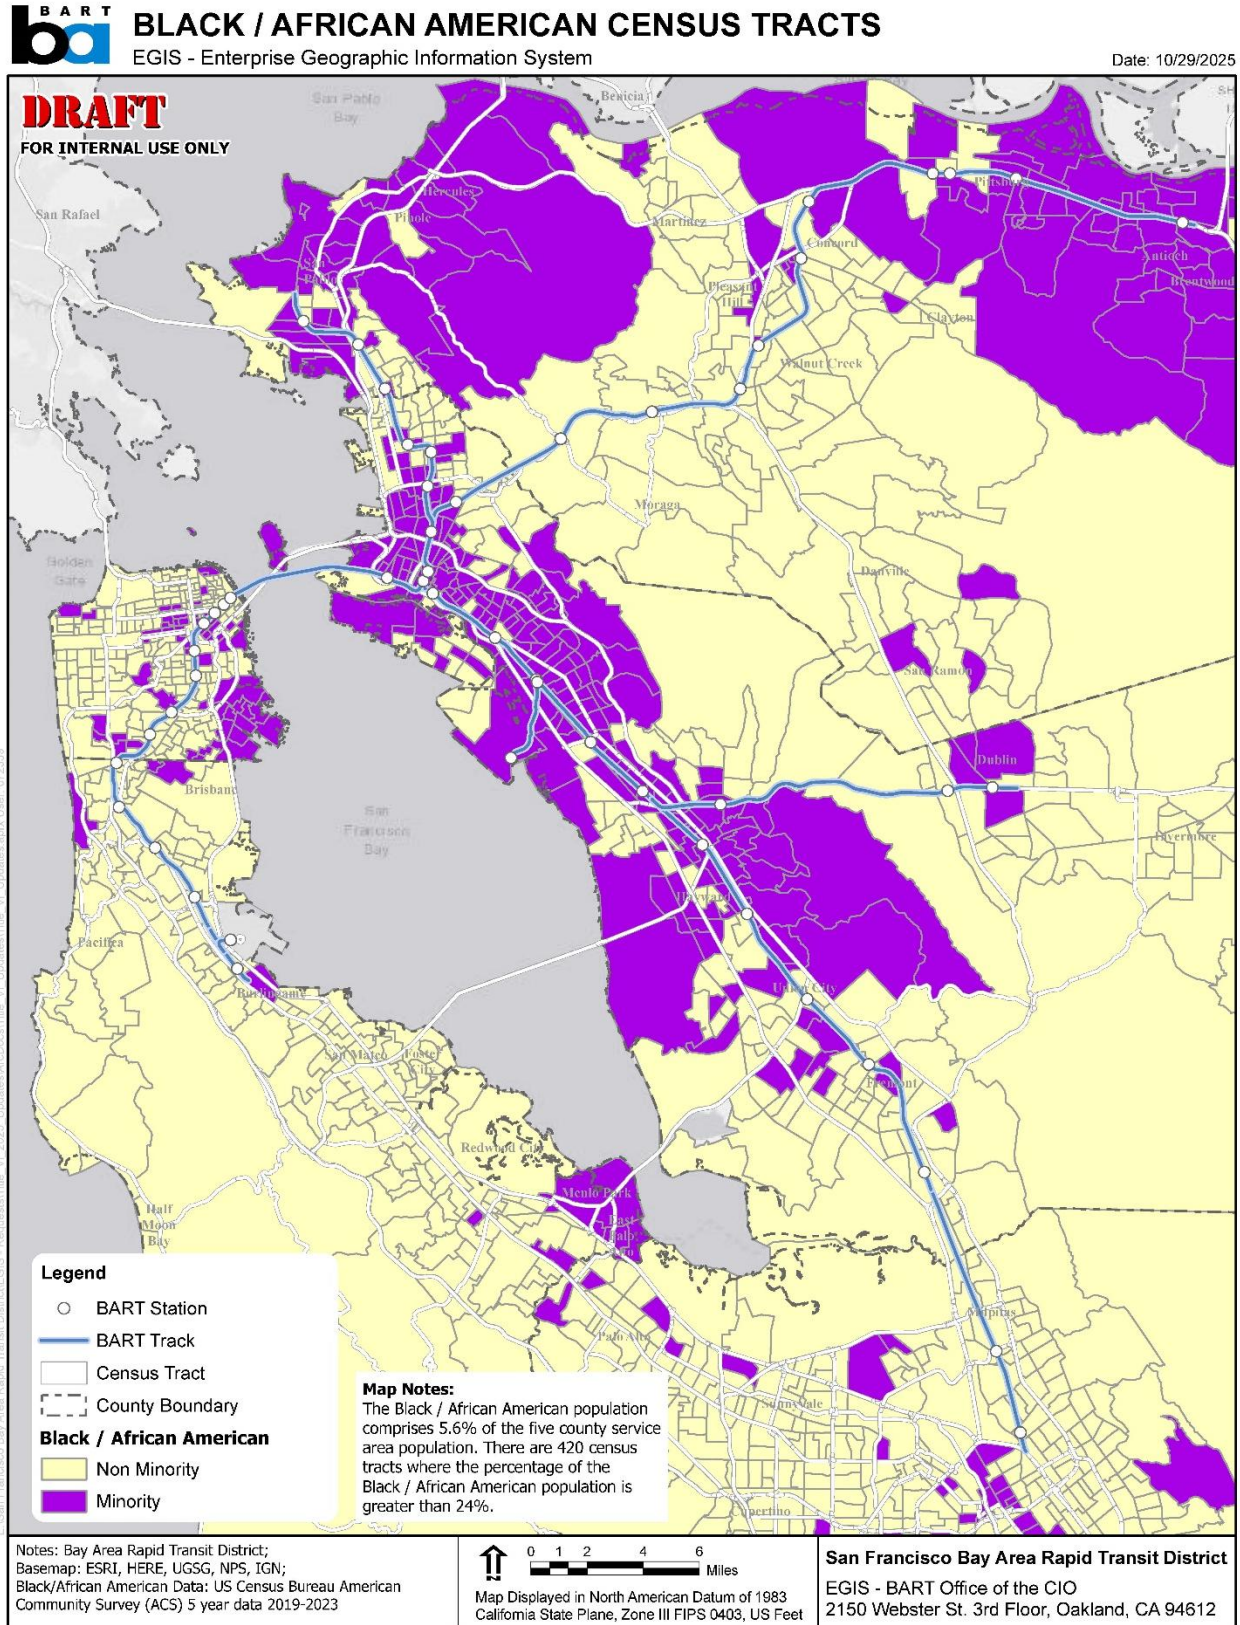 BART
ba
BLACK / AFRICAN AMERICAN CENSUS TRACTS
EGIS - Enterprise Geographic Information System
Date: 10/29/2025
DRAFT
FOR INTERNAL USE ONLY
San Pablo
Bay
Benicia
San Rafael
Hercules
Pinole
Martinez
Pittsburg
San
Pablo
Concord
Antioch
Brentwood
Pleasant
Hill
Clayton
Walnut Creek
Moraga
Golden
Gate
Danville
San Ramon
Dublin
Brisbane
San
Francisco
Bay
Livermore
Hayward
Pacifica
Union City
Burlingame
San Mateo
Foster
City
Fremont
Redwood City
Menlo Park
East
Palo
Alto
Half
Moon
Bay
Milpitas
Palo Alto
Sunnyvale
Cupertino
Legend
BART Station
BART Track
Census Tract
County Boundary
Black / African American
Non Minority
Minority
Map Notes:
The Black / African American population
comprises 5.6% of the five county service
area population. There are 420 census
tracts where the percentage of the
Black / African American population is
greater than 24%.
Notes: Bay Area Rapid Transit District;
Basemap: ESRI, HERE, UGSG, NPS, IGN;
Black/African American Data: US Census Bureau American
Community Survey (ACS) 5 year data 2019-2023
0 1 2 4 6
Miles
Map Displayed in North American Datum of 1983
California State Plane, Zone III FIPS 0403, US Feet
San Francisco Bay Area Rapid Transit District
EGIS - BART Office of the CIO
2150 Webster St. 3rd Floor, Oakland, CA 94612